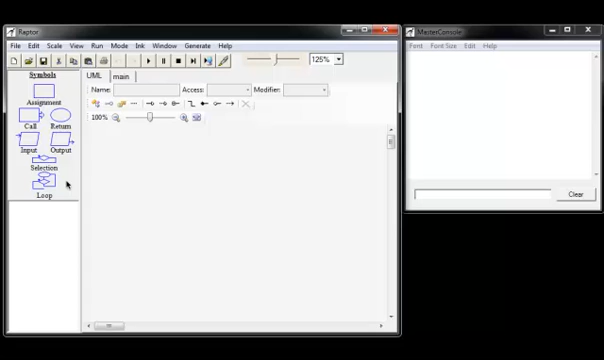 Raptor
File Edit Scale View Run Mode Ink Window Generate Help
125%
Symbols
Assignment
Call Return
Input Output
Selection
Loop
UML main
Name: Access: Modifier:
100%
MasterConsole
Font Font Size Edit Help
Clear